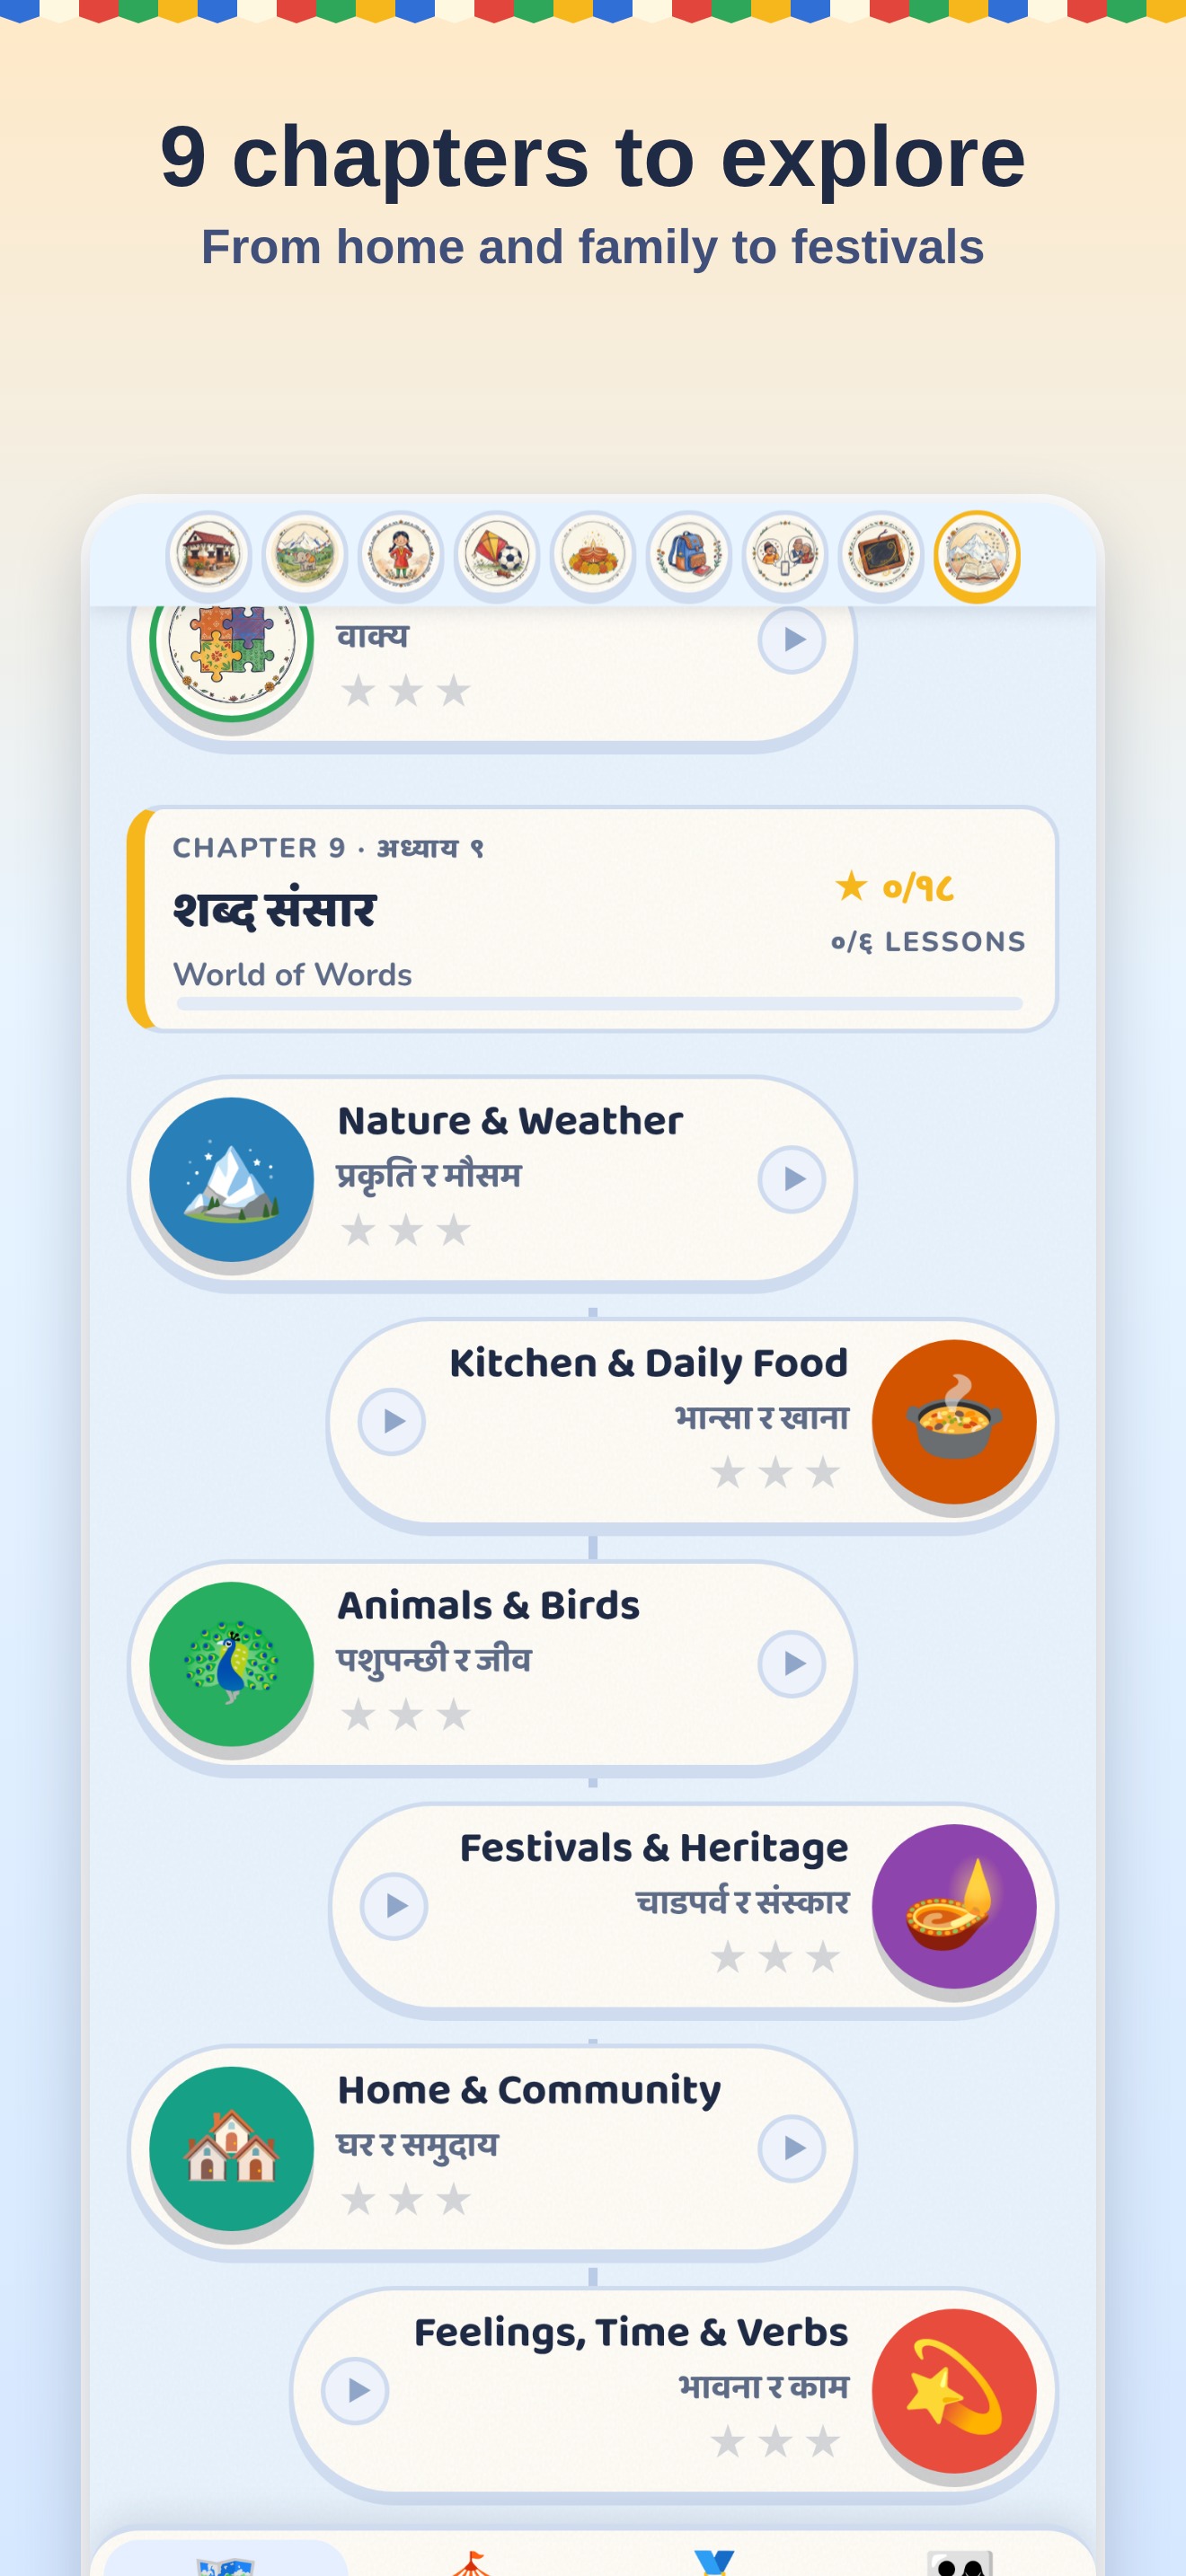 9 chapters to explore
From home and family to festivals
वाक्य
CHAPTER 9 · अध्याय ९
शब्द संसार
World of Words
★ ०/१८
०/६ LESSONS
Nature & Weather
प्रकृति र मौसम
Kitchen & Daily Food
भान्सा र खाना
Animals & Birds
पशुपन्छी र जीव
Festivals & Heritage
चाडपर्व र संस्कार
Home & Community
घर र समुदाय
Feelings, Time & Verbs
भावना र काम